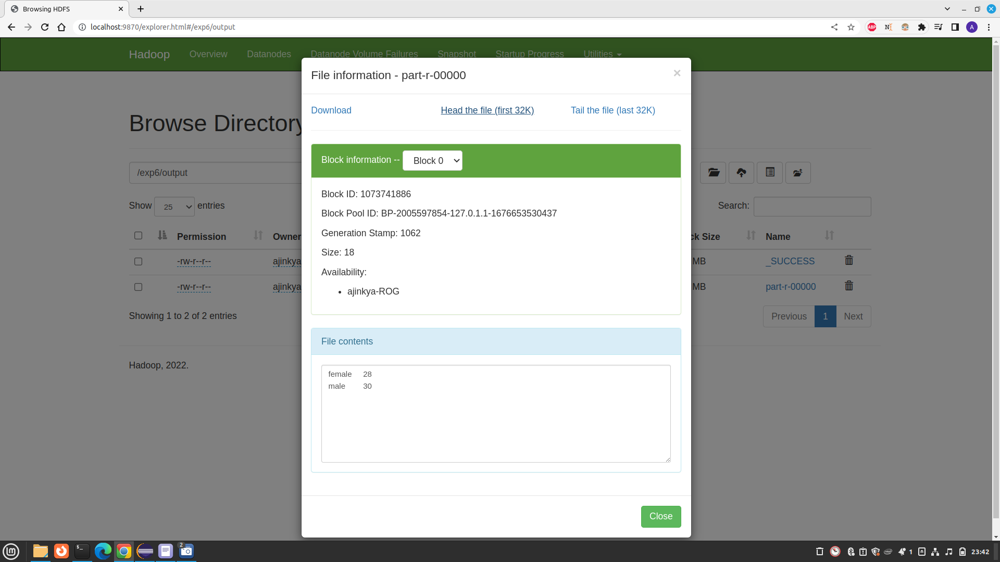 Browsing HDFS
localhost:9870/explorer.html#/exp6/output
ABP
A
Hadoop Overview Datanodes Datanode Volume Failures Snapshot Startup Progress Utilities
File information - part-r-00000
×
Download Head the file (first 32K) Tail the file (last 32K)
Browse Directory
Block information -- Block 0
/exp6/output
Block ID: 1073741886
Show 25 entries
Search:
Block Pool ID: BP-2005597854-127.0.1.1-1676653530437
Generation Stamp: 1062
Permission Owner ck Size Name
Size: 18
-rw-r--r-- ajinkya MB _SUCCESS
Availability:
-rw-r--r-- ajinkya MB part-r-00000
• ajinkya-ROG
Showing 1 to 2 of 2 entries
Previous 1 Next
File contents
Hadoop, 2022.
female 28
male 30
Close
2
1
23:42